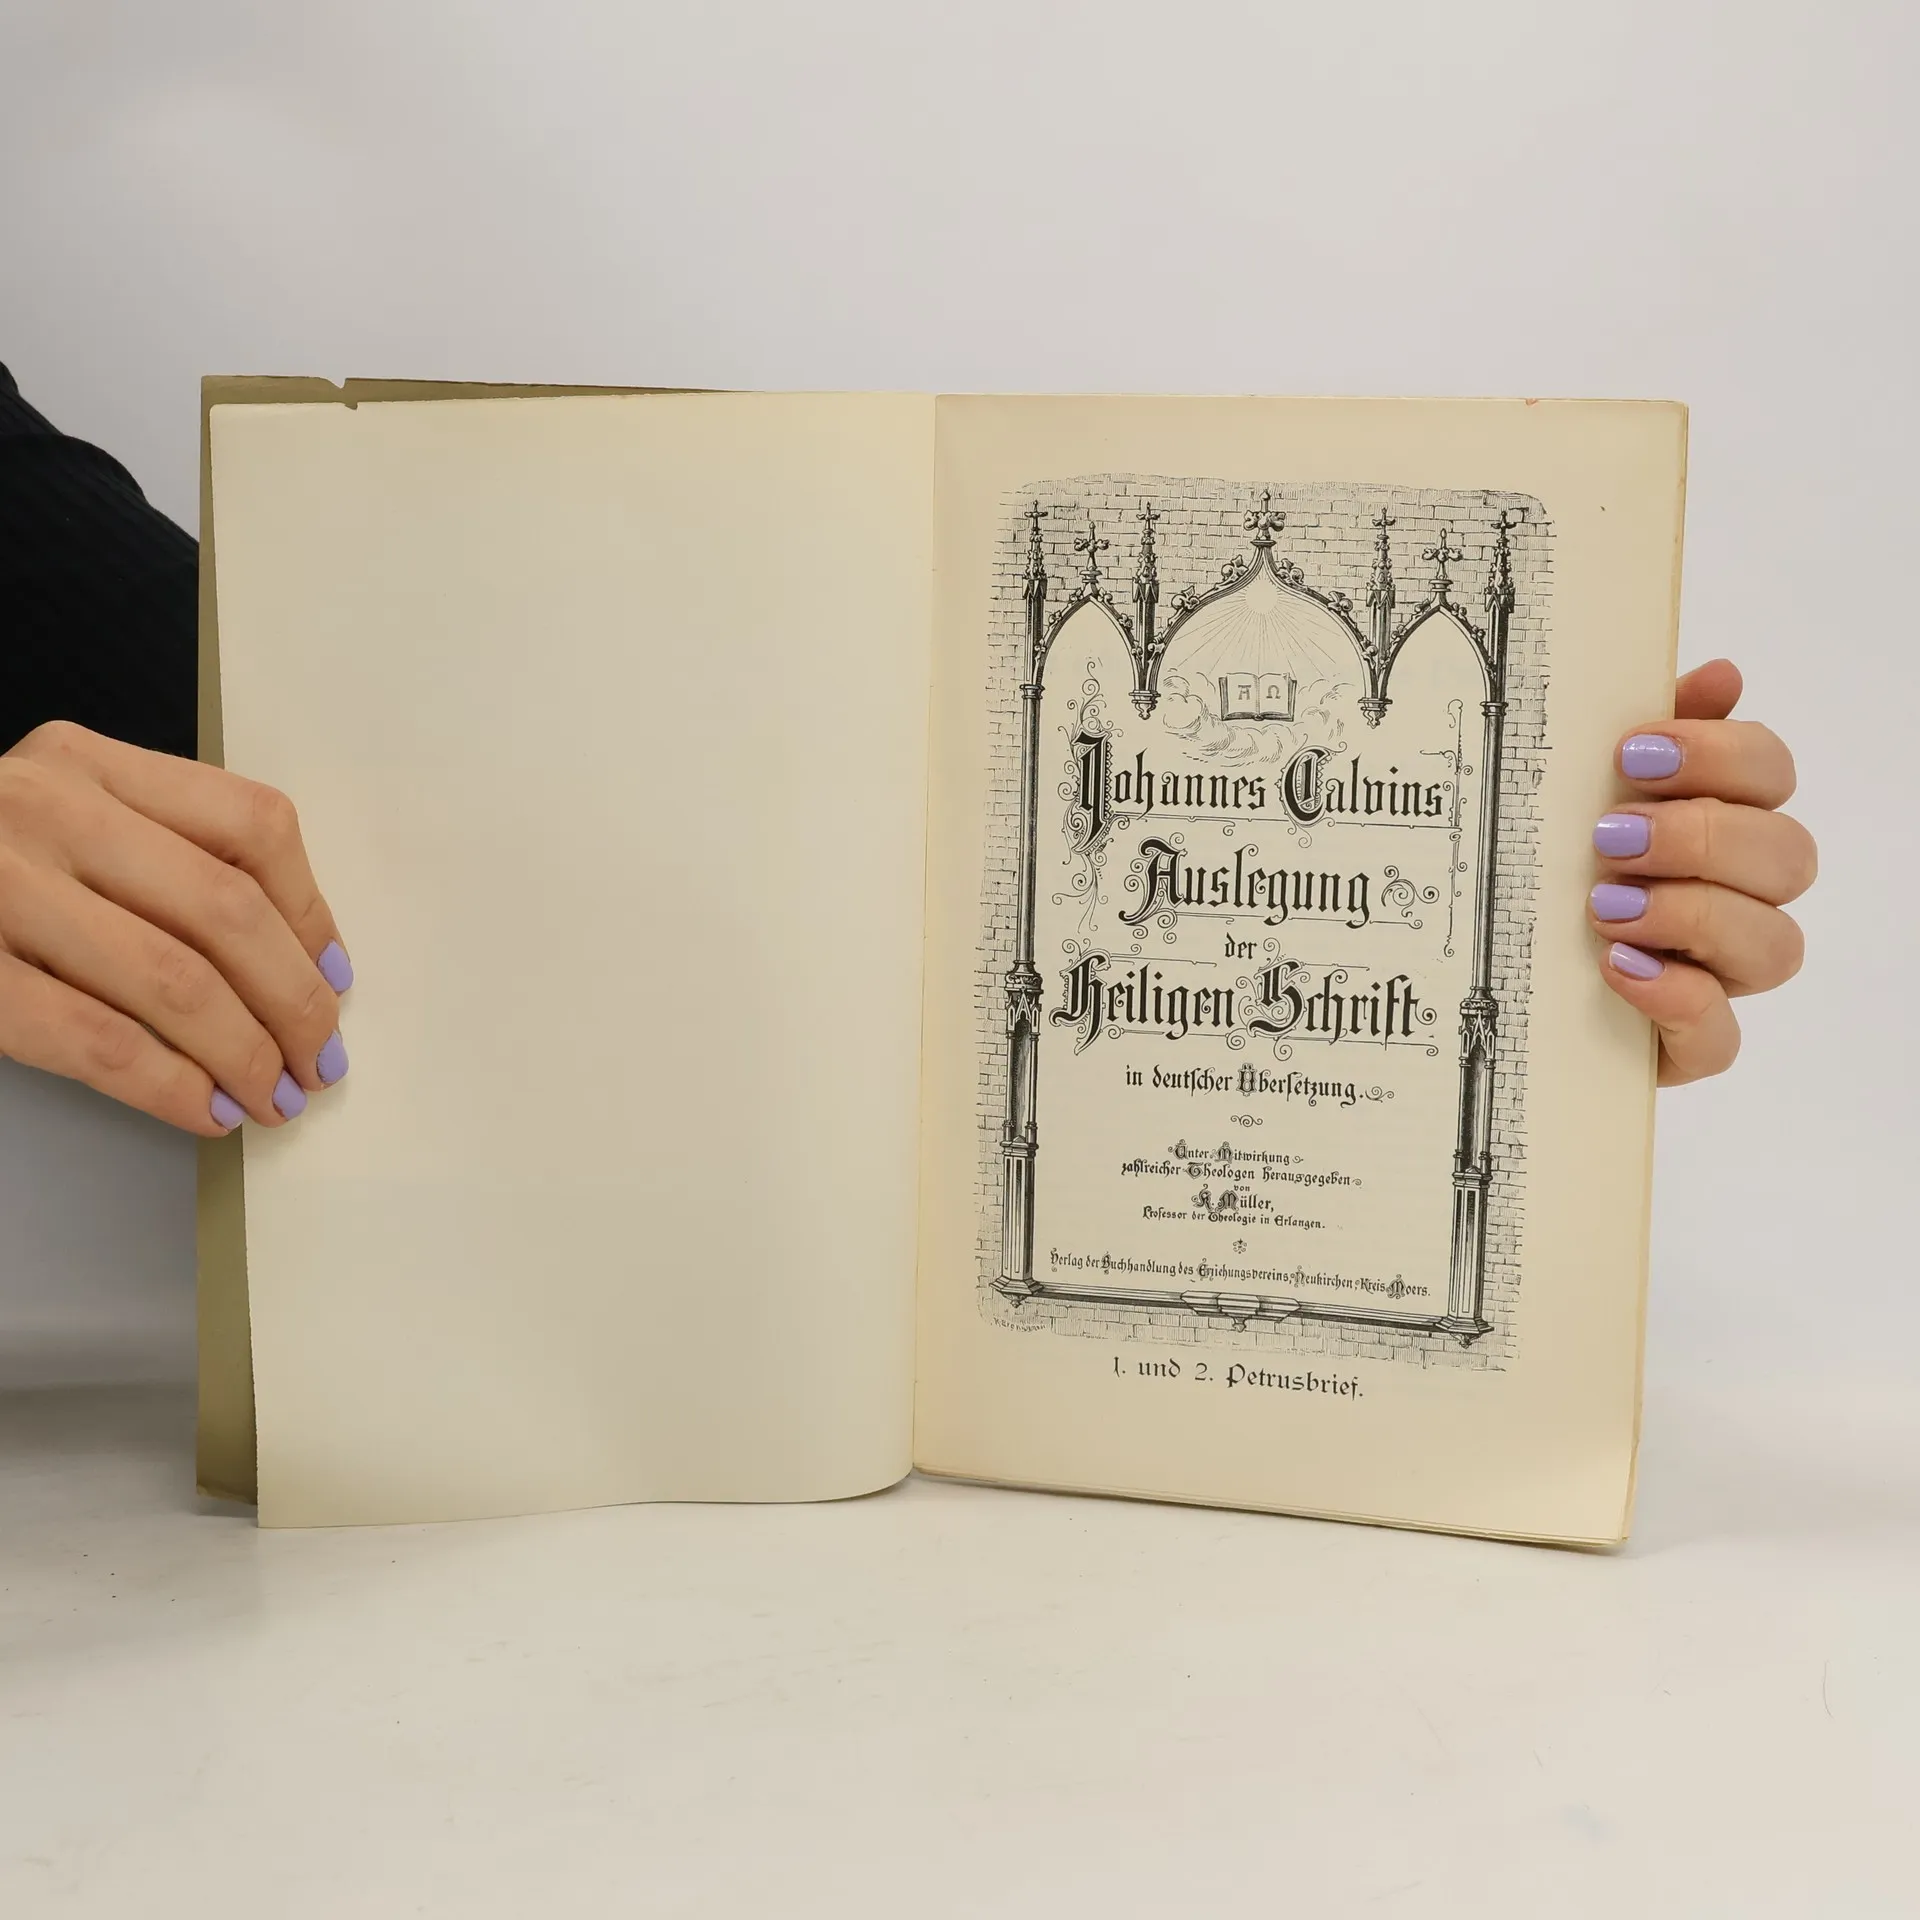 A Ω
Johannes Calvins
Auslegung
der
Heiligen Schrift
in deutscher Übersetzung.
Unter Mitwirkung
zahlreicher Theologen herausgegeben
von
K. Müller,
Professor der Theologie in Erlangen.
Verlag der Buchhandlung des Erziehungsvereins, Neukirchen, Kreis Moers.
1. und 2. Petrusbrief.